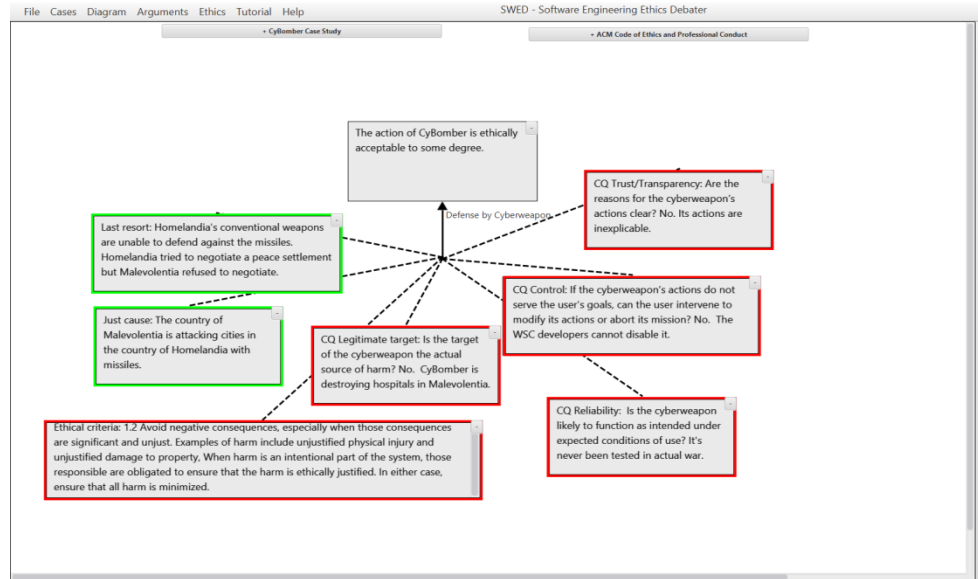 File Cases Diagram Arguments Ethics Tutorial Help
SWED - Software Engineering Ethics Debater
+ CyBomber Case Study
+ ACM Code of Ethics and Professional Conduct
The action of CyBomber is ethically
acceptable to some degree.
-
CQ Trust/Transparency: Are the
reasons for the cyberweapon's
actions clear? No. Its actions are
inexplicable.
-
Defense by Cyberweapon
Last resort: Homelandia's conventional weapons
are unable to defend against the missiles.
Homelandia tried to negotiate a peace settlement
but Malevolentia refused to negotiate.
-
CQ Control: If the cyberweapon's actions do not
serve the user's goals, can the user intervene to
modify its actions or abort its mission? No. The
WSC developers cannot disable it.
-
Just cause: The country of
Malevolentia is attacking cities in
the country of Homelandia with
missiles.
-
CQ Legitimate target: Is the target
of the cyberweapon the actual
source of harm? No. CyBomber is
destroying hospitals in Malevolentia.
-
CQ Reliability: Is the cyberweapon
likely to function as intended under
expected conditions of use? It's
never been tested in actual war.
-
Ethical criteria: 1.2 Avoid negative consequences, especially when those consequences
are significant and unjust. Examples of harm include unjustified physical injury and
unjustified damage to property, When harm is an intentional part of the system, those
responsible are obligated to ensure that the harm is ethically justified. In either case,
ensure that all harm is minimized.
-